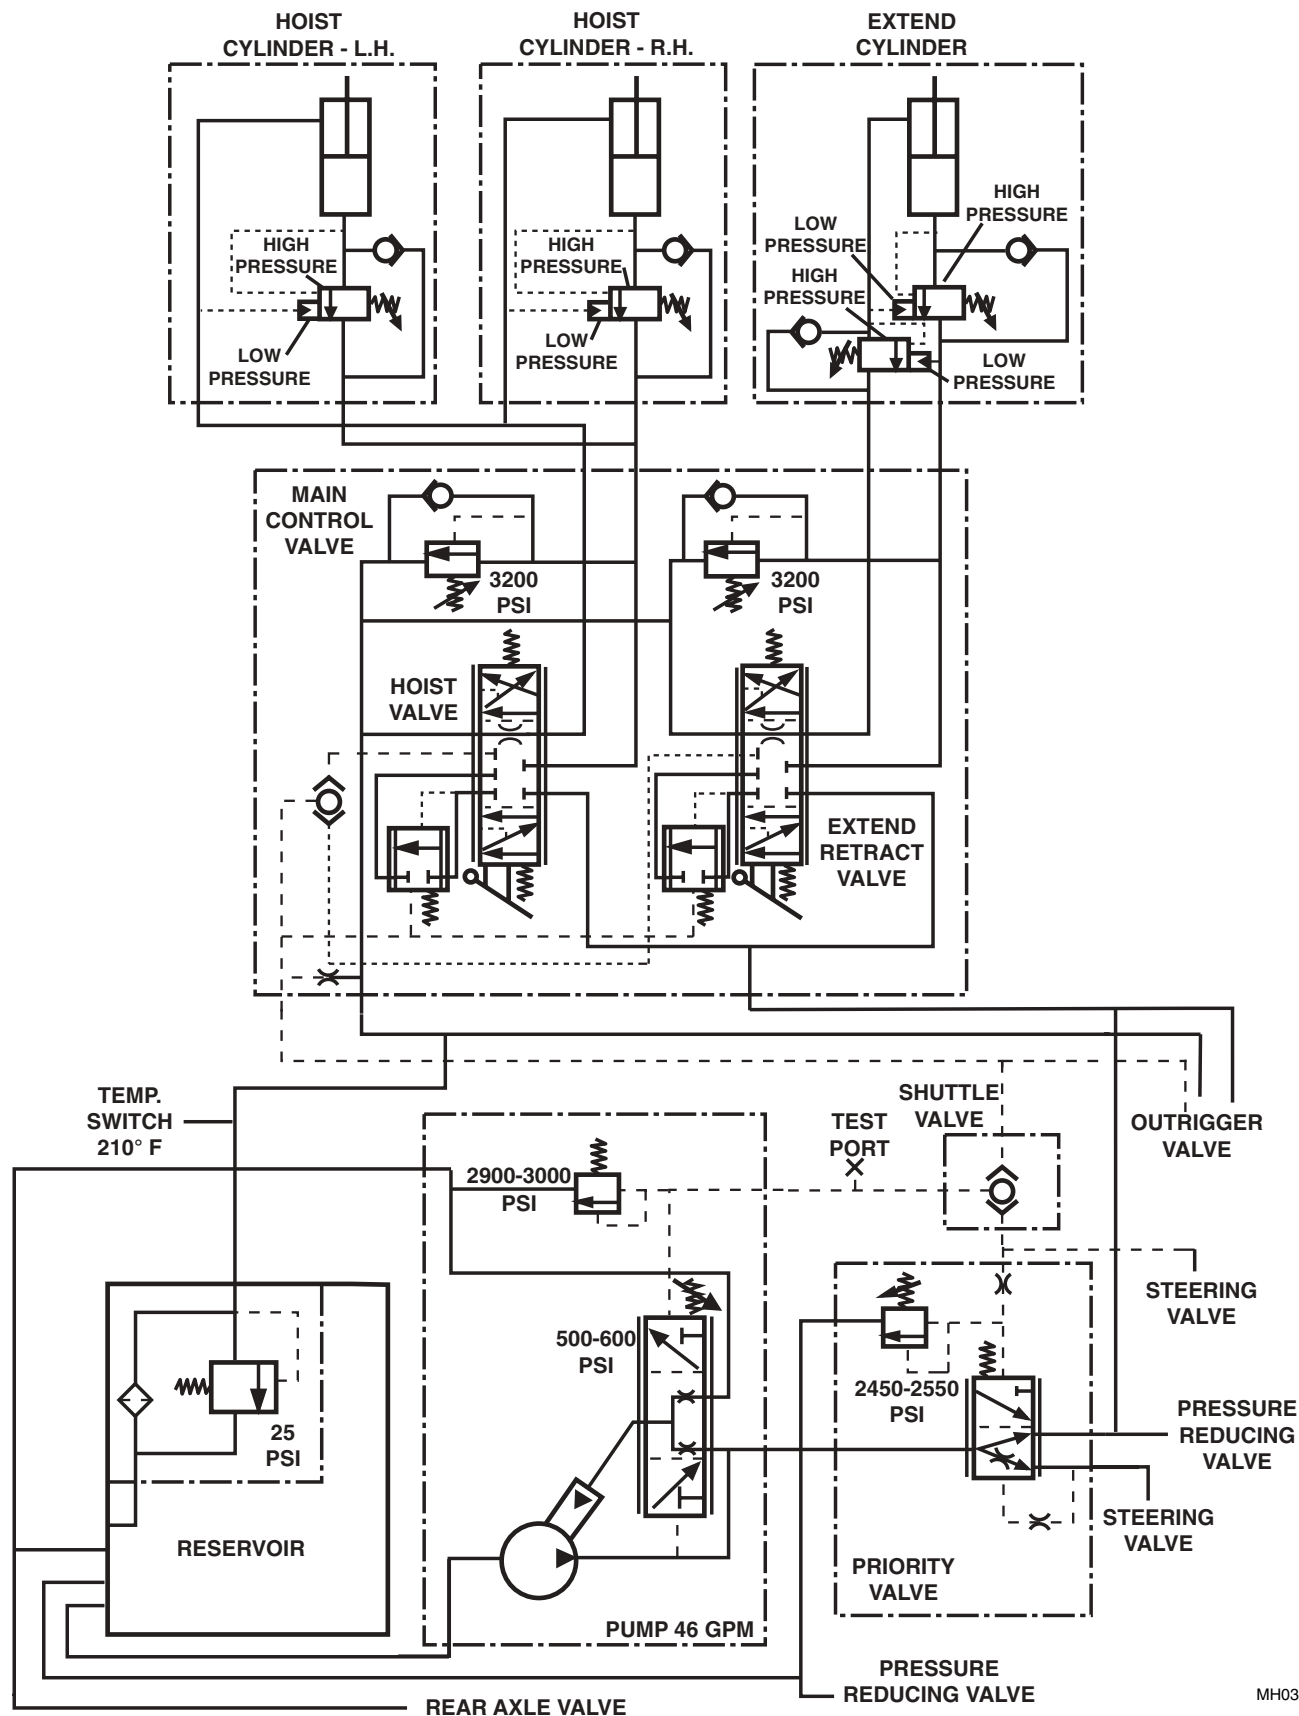 HOIST
CYLINDER - L.H.
HOIST
CYLINDER - R.H.
EXTEND
CYLINDER
HIGH
PRESSURE
LOW
PRESSURE
HIGH
PRESSURE
LOW
PRESSURE
HIGH
PRESSURE
LOW
PRESSURE
HIGH
PRESSURE
LOW
PRESSURE
MAIN
CONTROL
VALVE
3200
PSI
3200
PSI
HOIST
VALVE
EXTEND
RETRACT
VALVE
TEMP.
SWITCH
210° F
SHUTTLE
VALVE
TEST
PORT
OUTRIGGER
VALVE
2900-3000
PSI
STEERING
VALVE
500-600
PSI
2450-2550
PSI
PRESSURE
REDUCING
VALVE
25
PSI
STEERING
VALVE
RESERVOIR
PRIORITY
VALVE
PUMP 46 GPM
PRESSURE
REDUCING VALVE
REAR AXLE VALVE
MH03